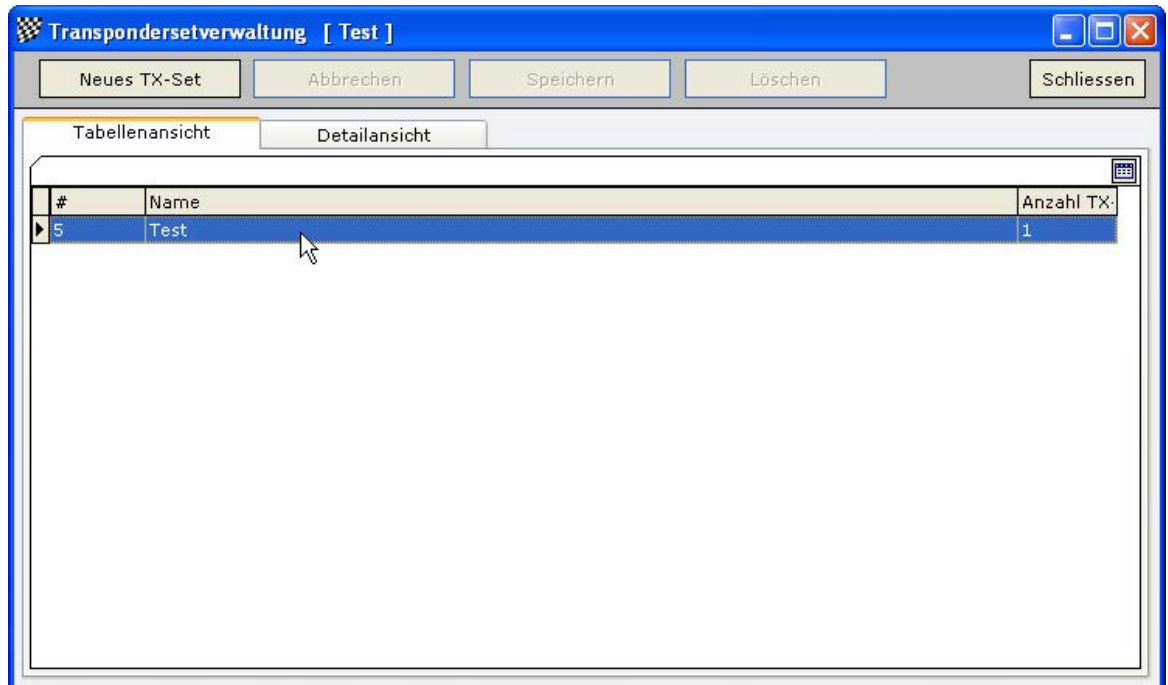 Transpondersetverwaltung [ Test ]
Neues TX-Set Abbrechen Speichern Löschen Schliessen
Tabellenansicht Detailansicht
# Name Anzahl TX-
5 Test 1